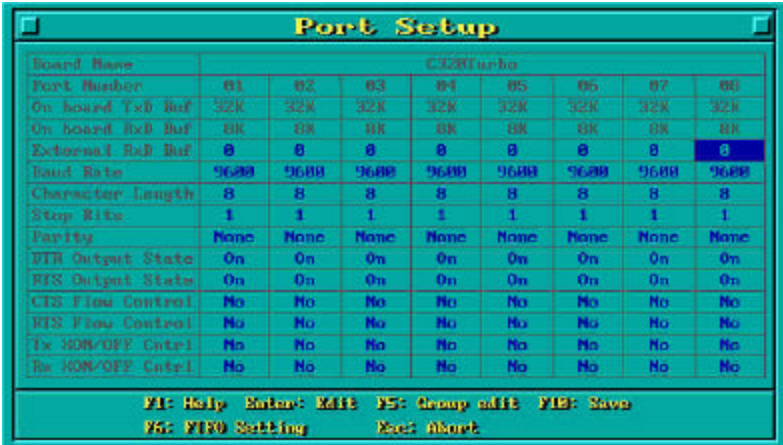 Port Setup
Board Name C320Turbo
Port Number 01 02 03 04 05 06 07 08
On board TxD Buf 32K 32K 32K 32K 32K 32K 32K 32K
On board RxD Buf 8K 8K 8K 8K 8K 8K 8K 8K
External RxD Buf 0 0 0 0 0 0 0 0
Baud Rate 9600 9600 9600 9600 9600 9600 9600 9600
Character Length 8 8 8 8 8 8 8 8
Stop Bits 1 1 1 1 1 1 1 1
Parity None None None None None None None None
DTR Output State On On On On On On On On
RTS Output State On On On On On On On On
CTS Flow Control No No No No No No No No
RTS Flow Control No No No No No No No No
Tx XON/OFF Cntrl No No No No No No No No
Rx XON/OFF Cntrl No No No No No No No No
F1: Help Enter: Edit F5: Group edit F10: Save
F6: FIFO Setting Esc: Abort